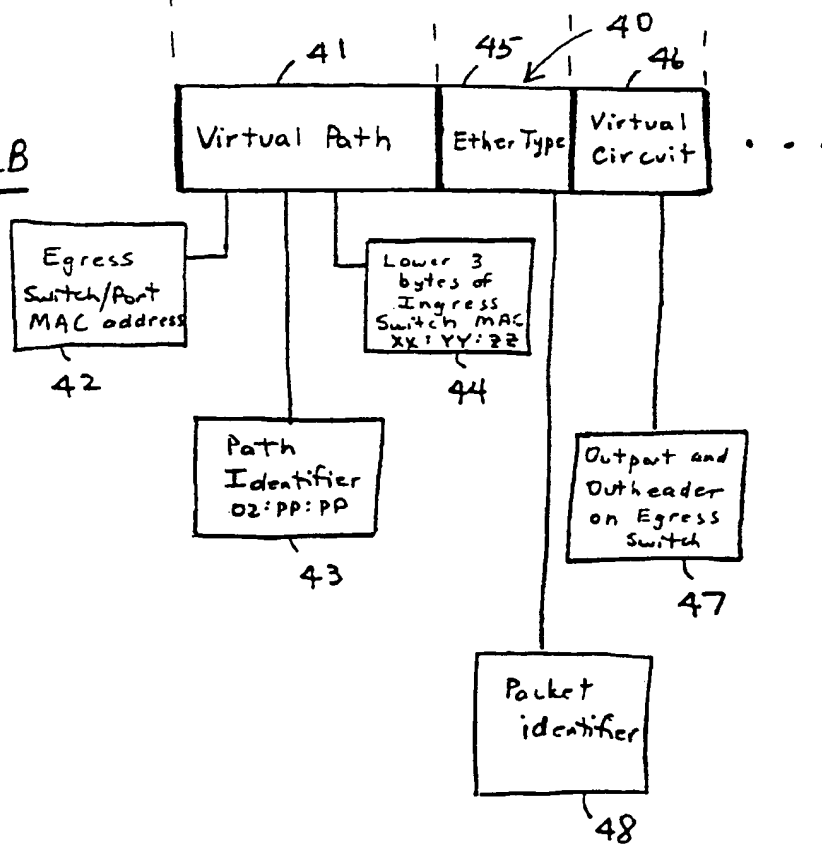 41
45
40
46
B
Virtual Path
EtherType
Virtual
Circuit
. . .
Egress
Switch/Port
MAC address
42
Lower 3
bytes of
Ingress
Switch MAC
XX:YY:ZZ
44
Path
Identifier
02:PP:PP
43
Outport and
Outheader
on Egress
Switch
47
Packet
identifier
48